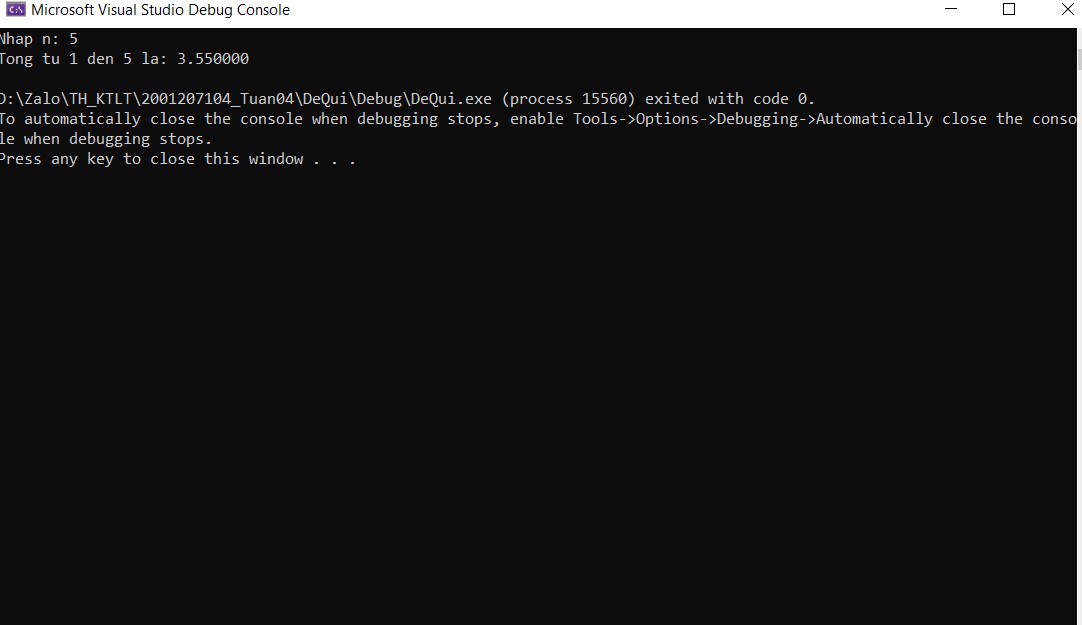 Microsoft Visual Studio Debug Console
Nhap n: 5
Tong tu 1 den 5 la: 3.550000
D:\Zalo\TH_KTLT\2001207104_Tuan04\DeQui\Debug\DeQui.exe (process 15560) exited with code 0.
To automatically close the console when debugging stops, enable Tools->Options->Debugging->Automatically close the conso
le when debugging stops.
Press any key to close this window . . .